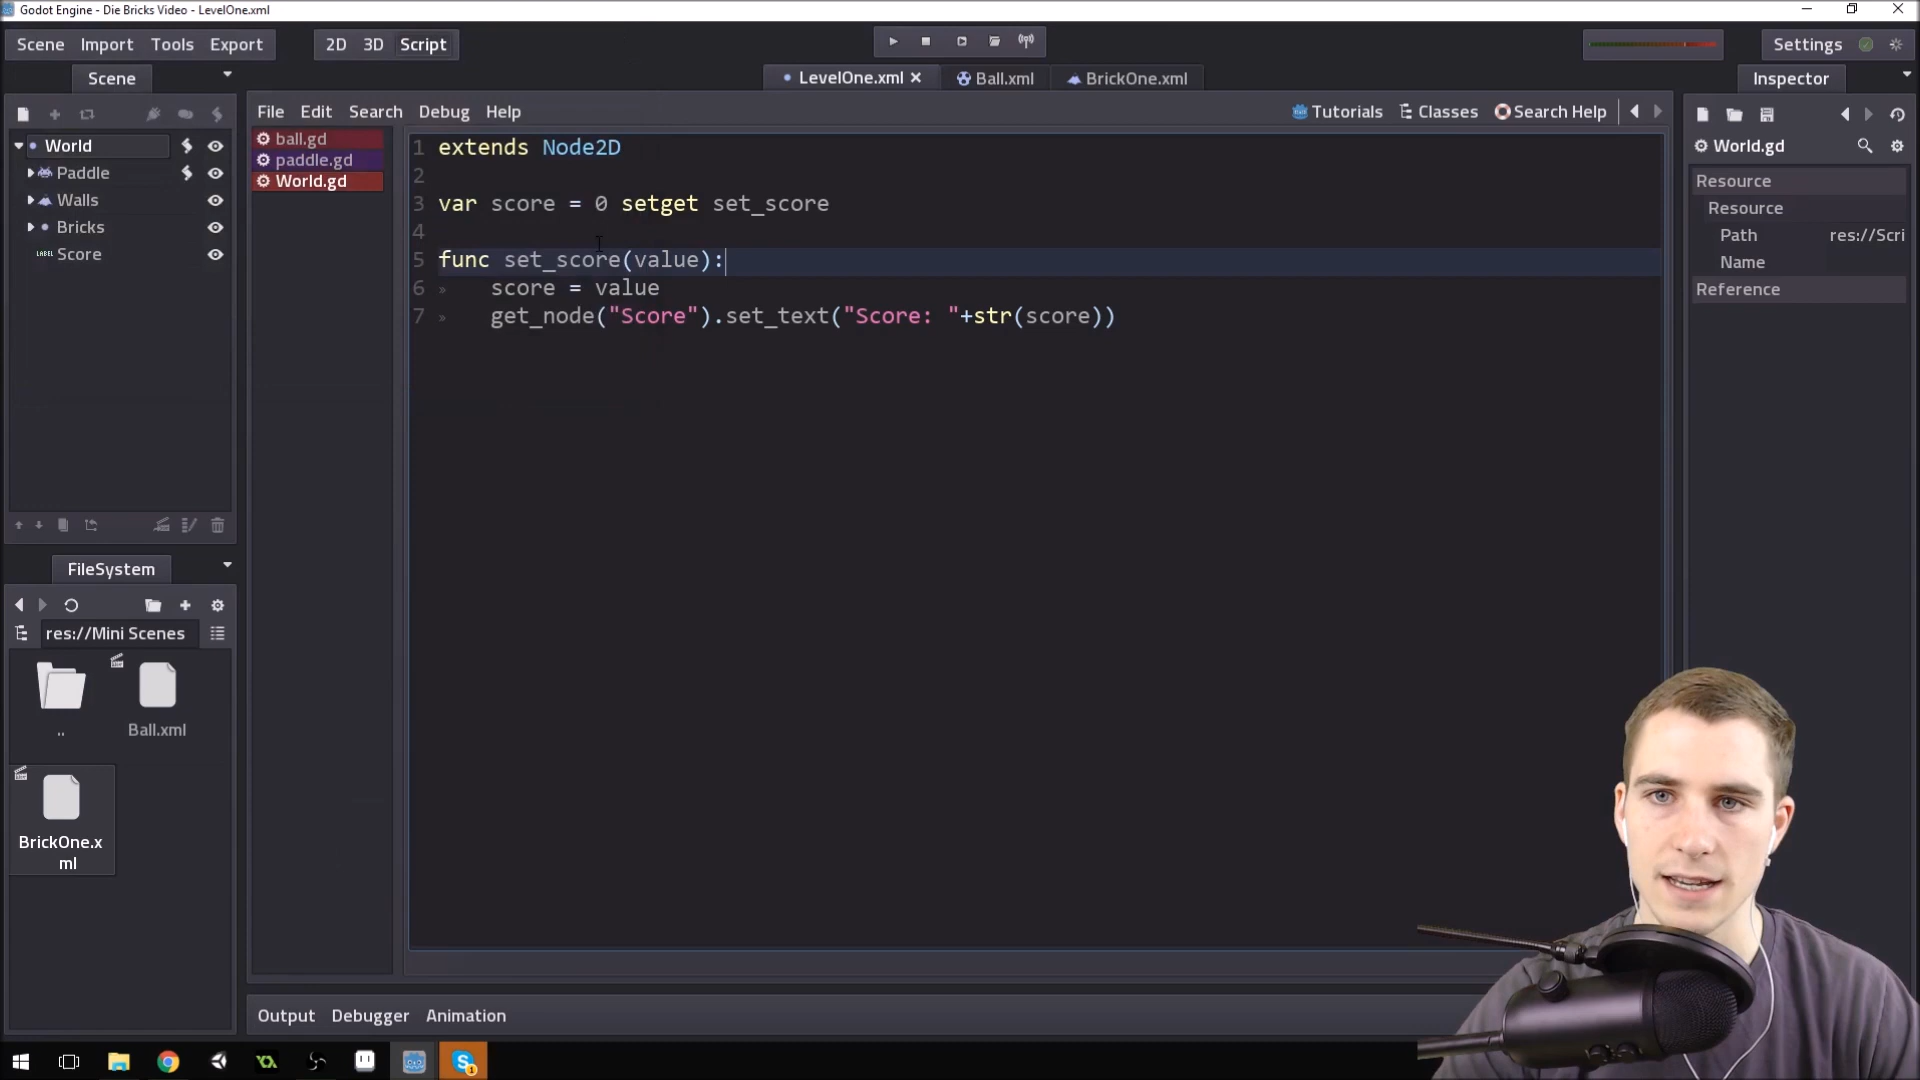 Godot Engine - Die Bricks Video - LevelOne.xml
Scene Import Tools Export 2D 3D Script Settings
Scene LevelOne.xml Ball.xml BrickOne.xml Inspector
File Edit Search Debug Help Tutorials Classes Search Help
World
Paddle
Walls
Bricks
LABEL Score
ball.gd
paddle.gd
World.gd
1 extends Node2D
2
3 var score = 0 setget set_score
4
5 func set_score(value):
6 » score = value
7 » get_node("Score").set_text("Score: "+str(score))
World.gd
Resource
Resource
Path res://Scri
Name
Reference
FileSystem
res://Mini Scenes
..
Ball.xml
BrickOne.x
ml
Output Debugger Animation
S 1